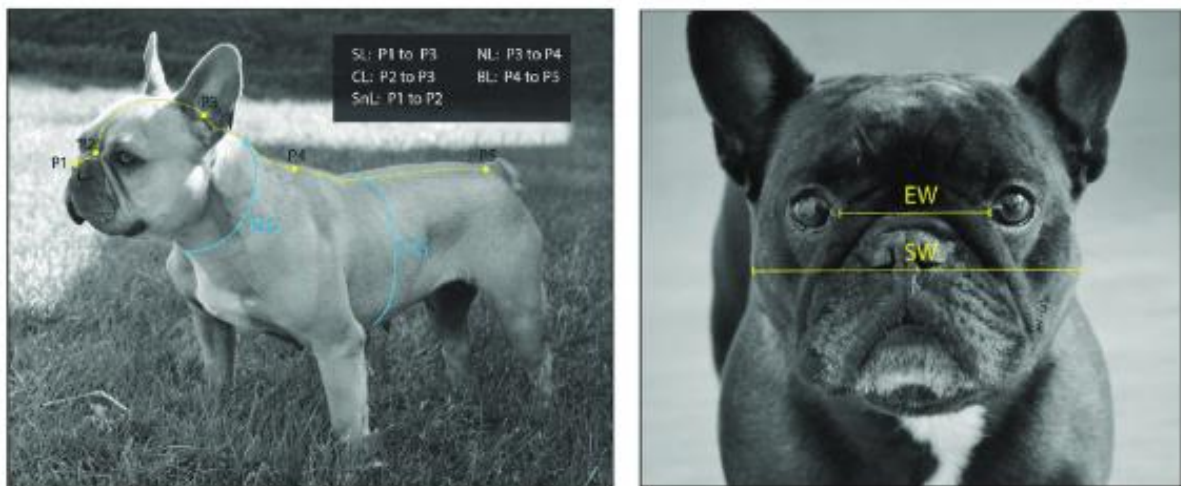 SL: P1 to P3 NL: P3 to P4
CL: P2 to P3 BL: P4 to P5
SnL: P1 to P2
P3
P2
P1
P4
P5
EW
SW